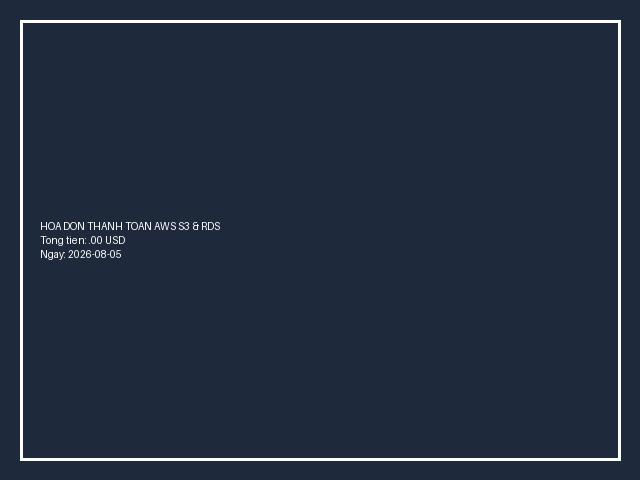 HOA DON THANH TOAN AWS S3 & RDS
Tong tien: .00 USD
Ngay: 2026-08-05